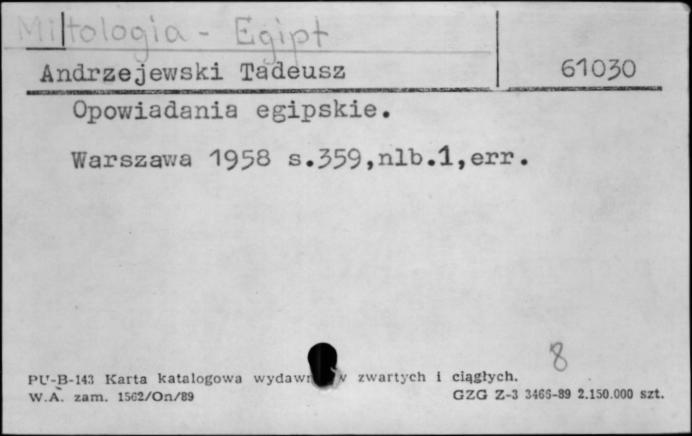 Mitologia - Egipt
Andrzejewski Tadeusz 61030
Opowiadania egipskie.
Warszawa 1958 s.359,nlb.1,err.
8
PU-B-143 Karta katalogowa zwartych i ciągłych.
W.A. zam. 1562/On/89 GZG Z-3 3466-89 2.150.000 szt.